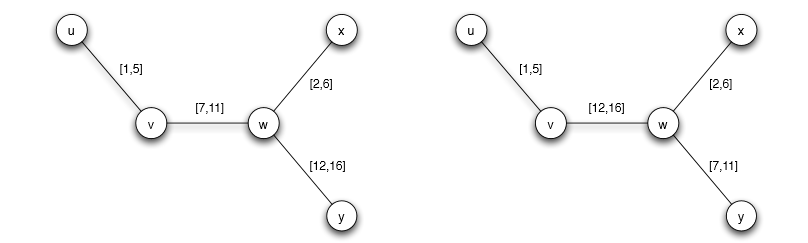 u x u x
[1,5] [2,6] [1,5] [2,6]
[7,11] [12,16]
v w v w
[12,16] [7,11]
y y